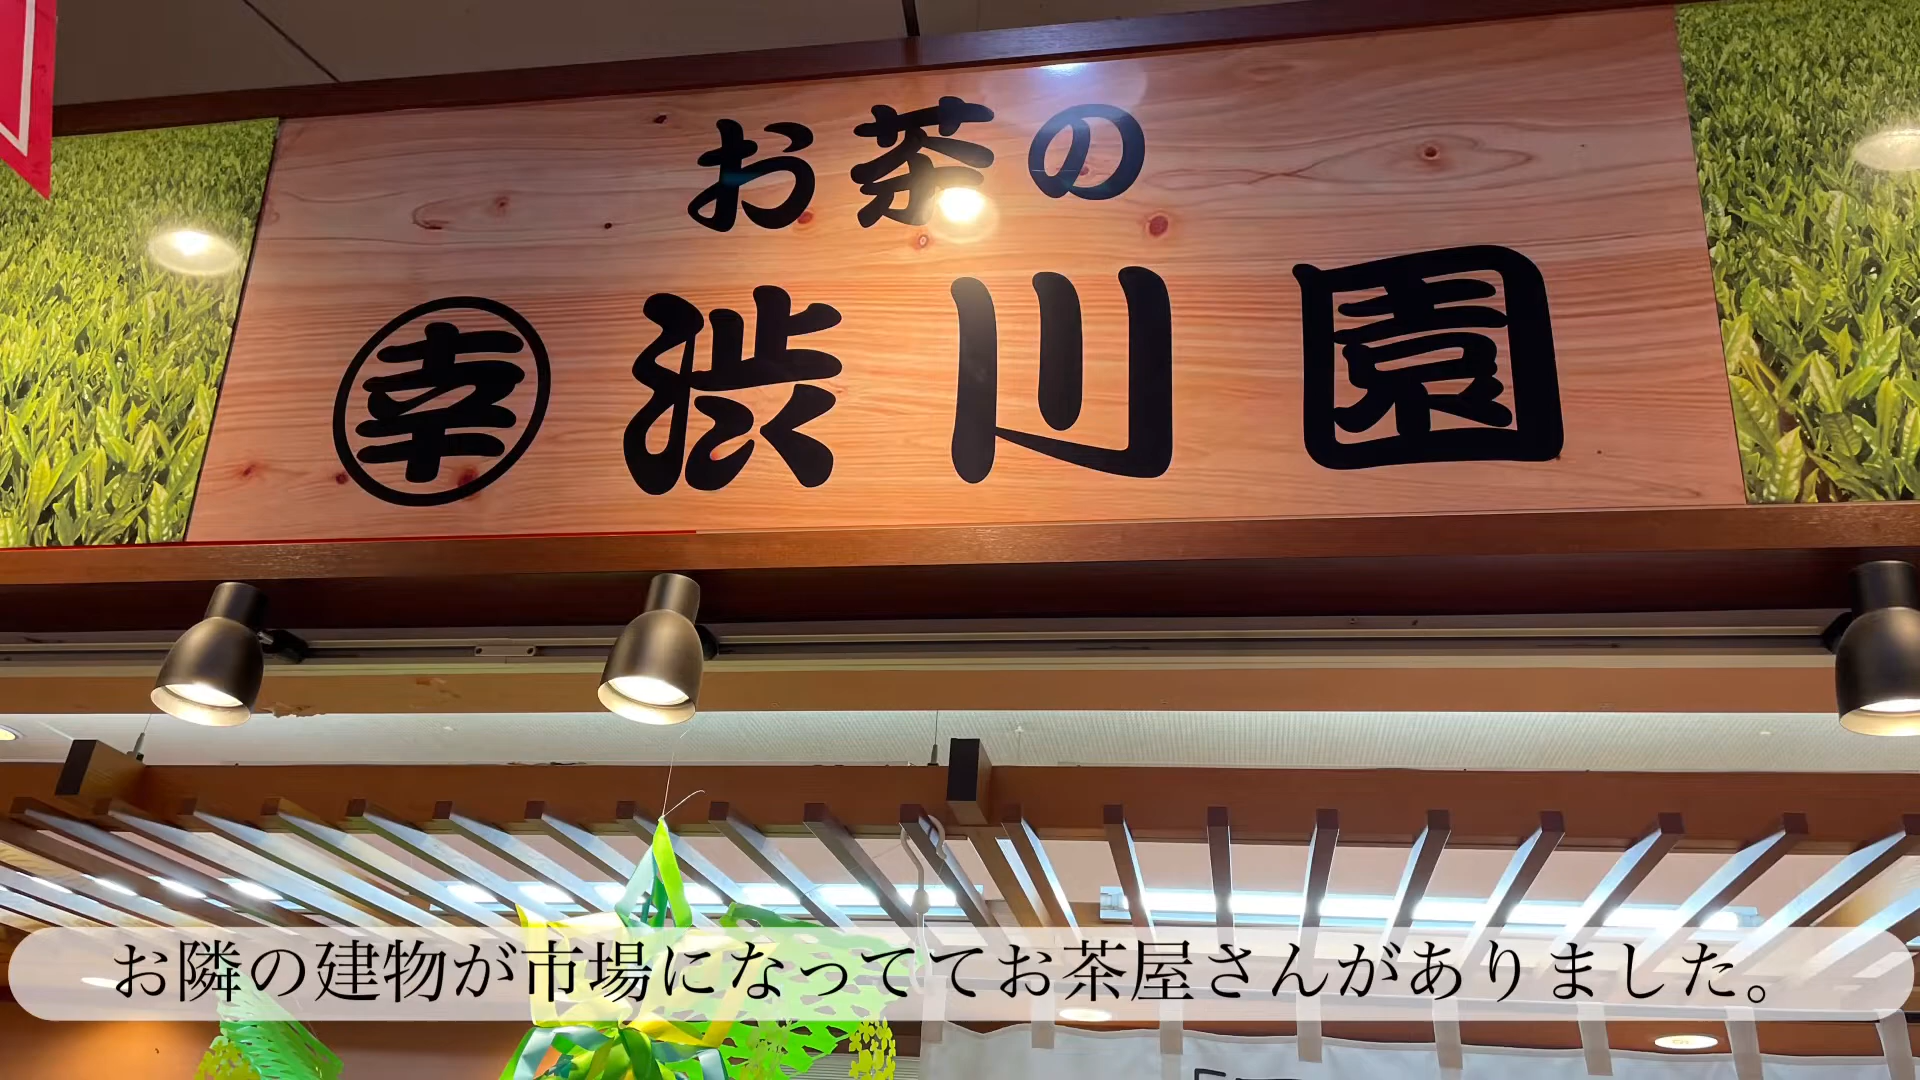 お茶の
幸 渋川園
お隣の建物が市場になっててお茶屋さんがありました。